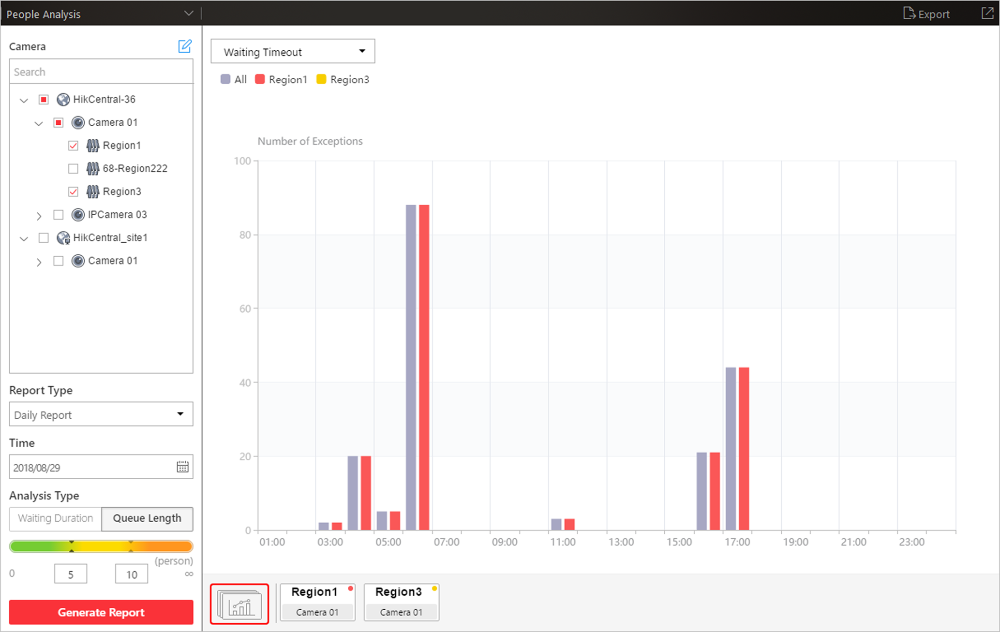 People Analysis
Export
Camera
Search
HikCentral-36
Camera 01
Region1
68-Region222
Region3
IPCamera 03
HikCentral_site1
Camera 01
Report Type
Daily Report
Time
2018/08/29
Analysis Type
Waiting Duration Queue Length
(person)
0 5 10 ∞
Generate Report
Waiting Timeout
All Region1 Region3
Number of Exceptions
100
80
60
40
20
0
01:00 03:00 05:00 07:00 09:00 11:00 13:00 15:00 17:00 19:00 21:00 23:00
Region1 Region3
Camera 01 Camera 01